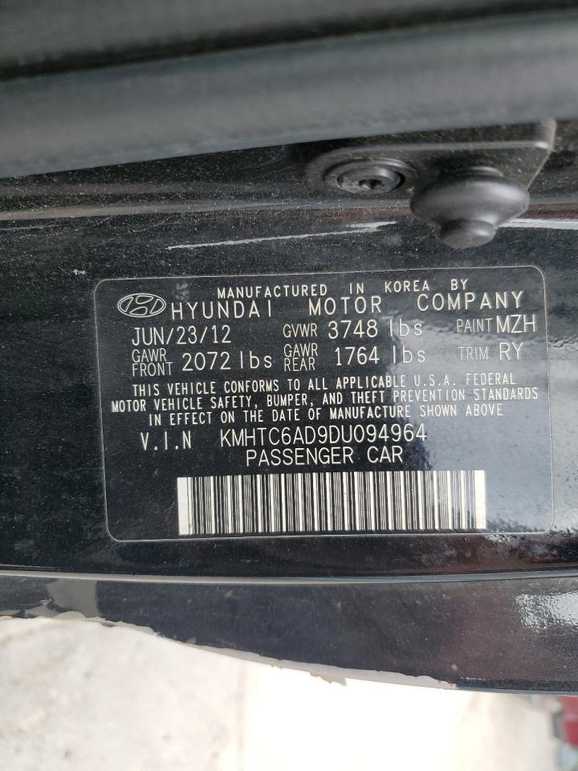 MANUFACTURED IN KOREA BY
HYUNDAI MOTOR COMPANY
JUN/23/12 GVWR 3748 lbs PAINT MZH
GAWR FRONT 2072 lbs GAWR REAR 1764 lbs TRIM RY
THIS VEHICLE CONFORMS TO ALL APPLICABLE U.S.A. FEDERAL
MOTOR VEHICLE SAFETY, BUMPER, AND THEFT PREVENTION STANDARDS
IN EFFECT ON THE DATE OF MANUFACTURE SHOWN ABOVE
V.I.N KMHTC6AD9DU094964
PASSENGER CAR